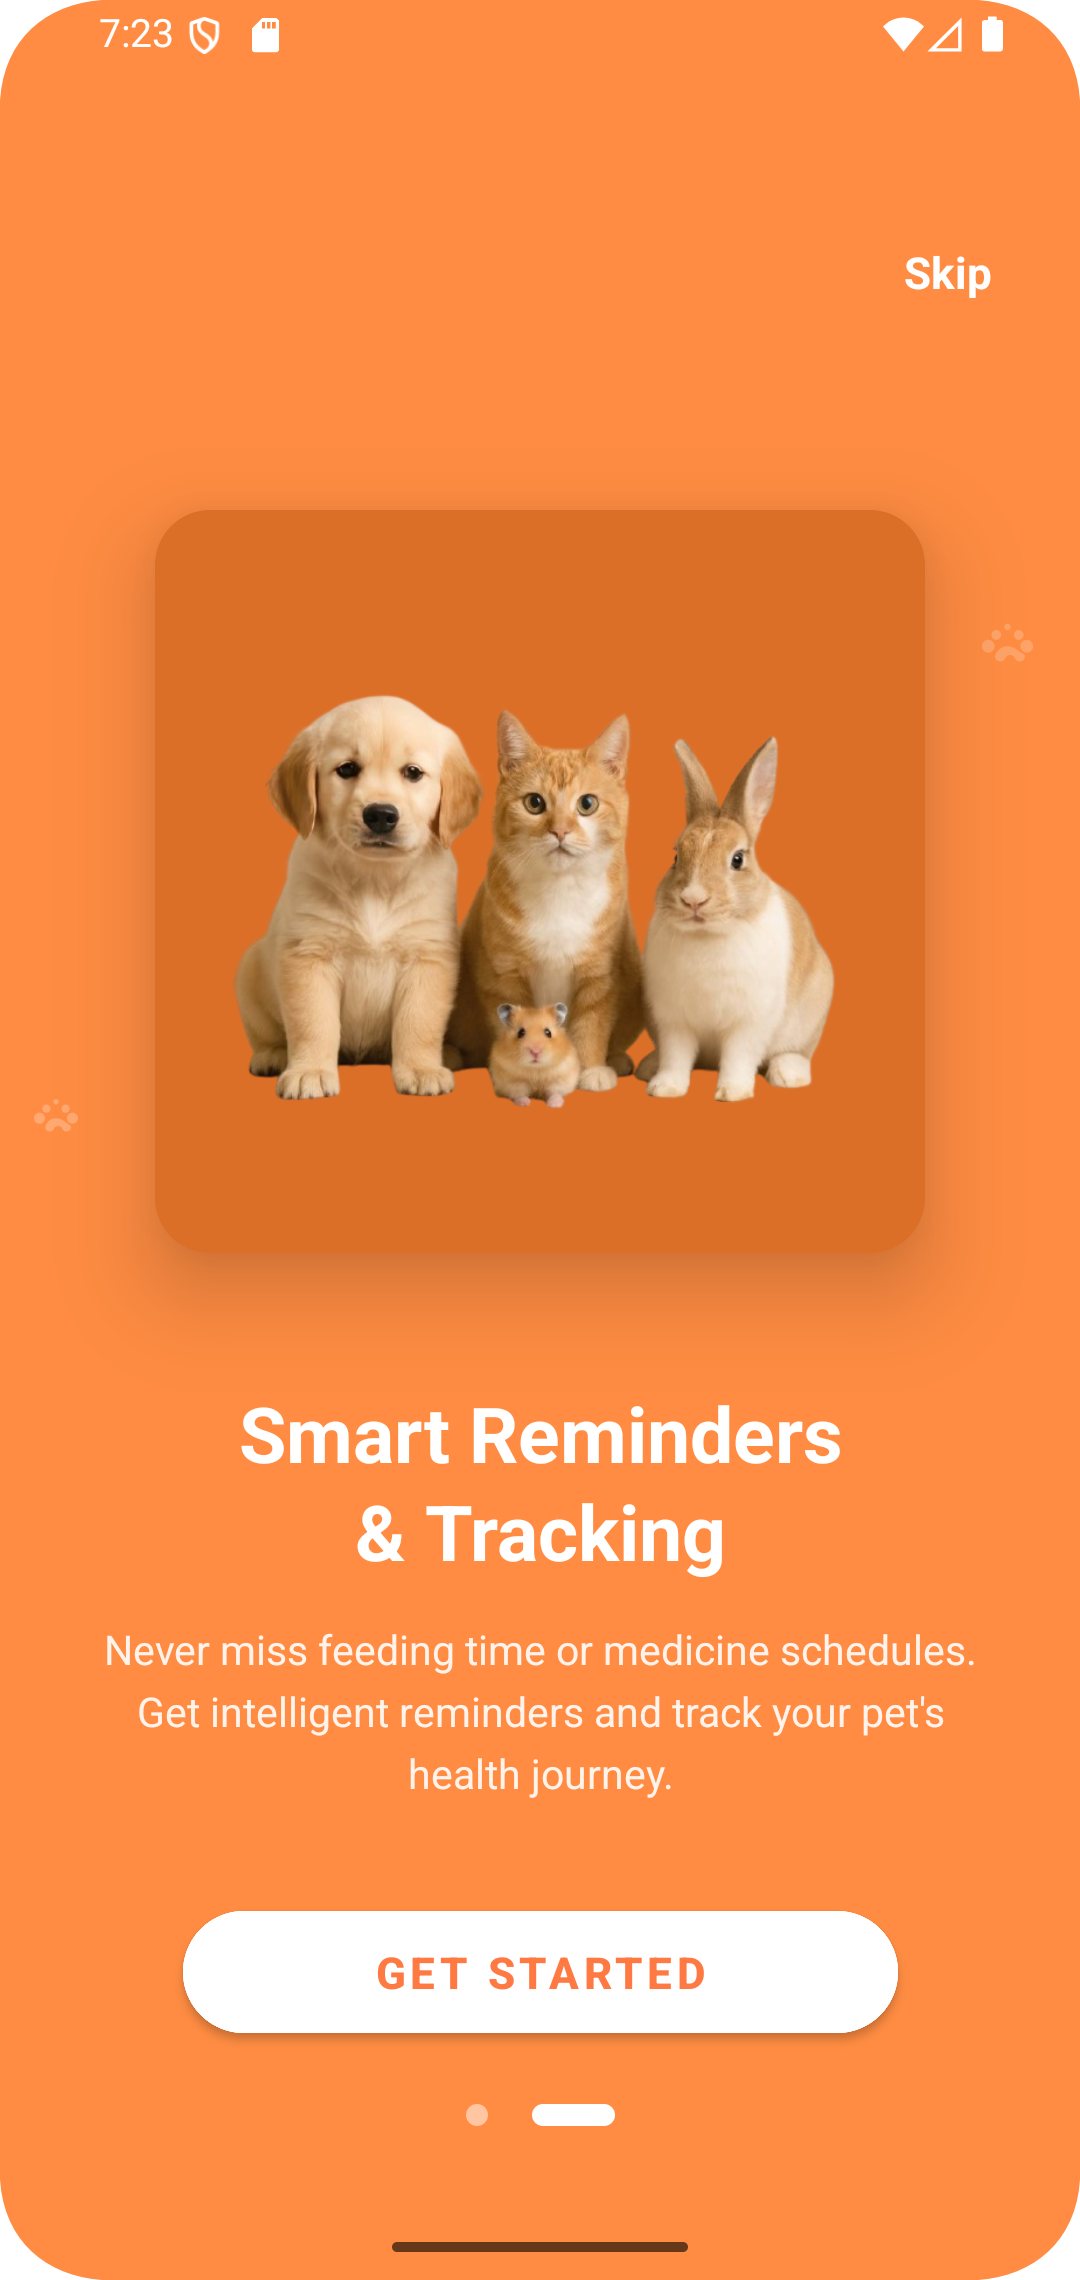 7:23
Skip
Smart Reminders
& Tracking
Never miss feeding time or medicine schedules.
Get intelligent reminders and track your pet's
health journey.
GET STARTED